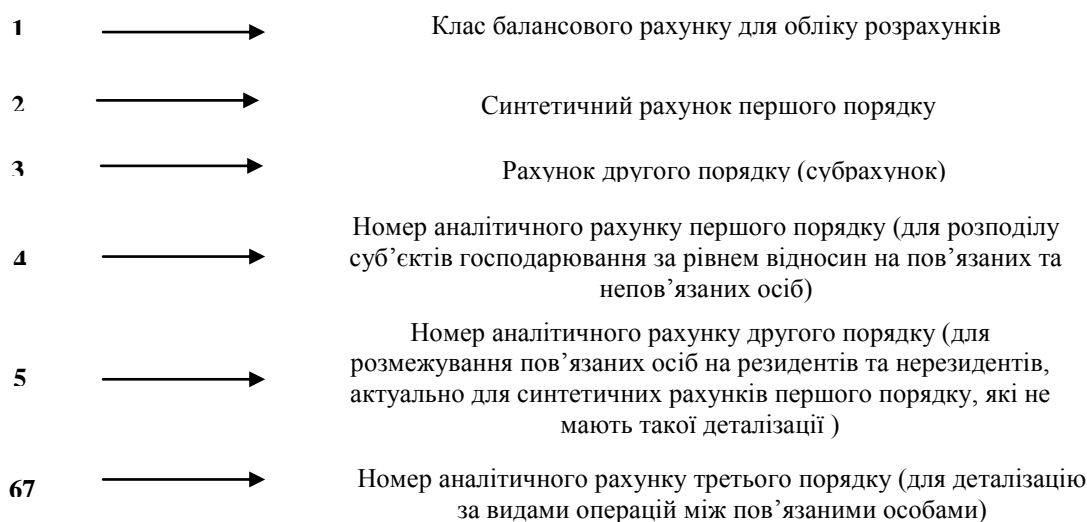 1 Клас балансового рахунку для обліку розрахунків
2 Синтетичний рахунок першого порядку
3 Рахунок другого порядку (субрахунок)
Номер аналітичного рахунку першого порядку (для розподілу
4 суб’єктів господарювання за рівнем відносин на пов’язаних та
непов’язаних осіб)
Номер аналітичного рахунку другого порядку (для
5 розмежування пов’язаних осіб на резидентів та нерезидентів,
актуально для синтетичних рахунків першого порядку, які не
мають такої деталізації )
67 Номер аналітичного рахунку третього порядку (для деталізацію
за видами операцій між пов’язаними особами)